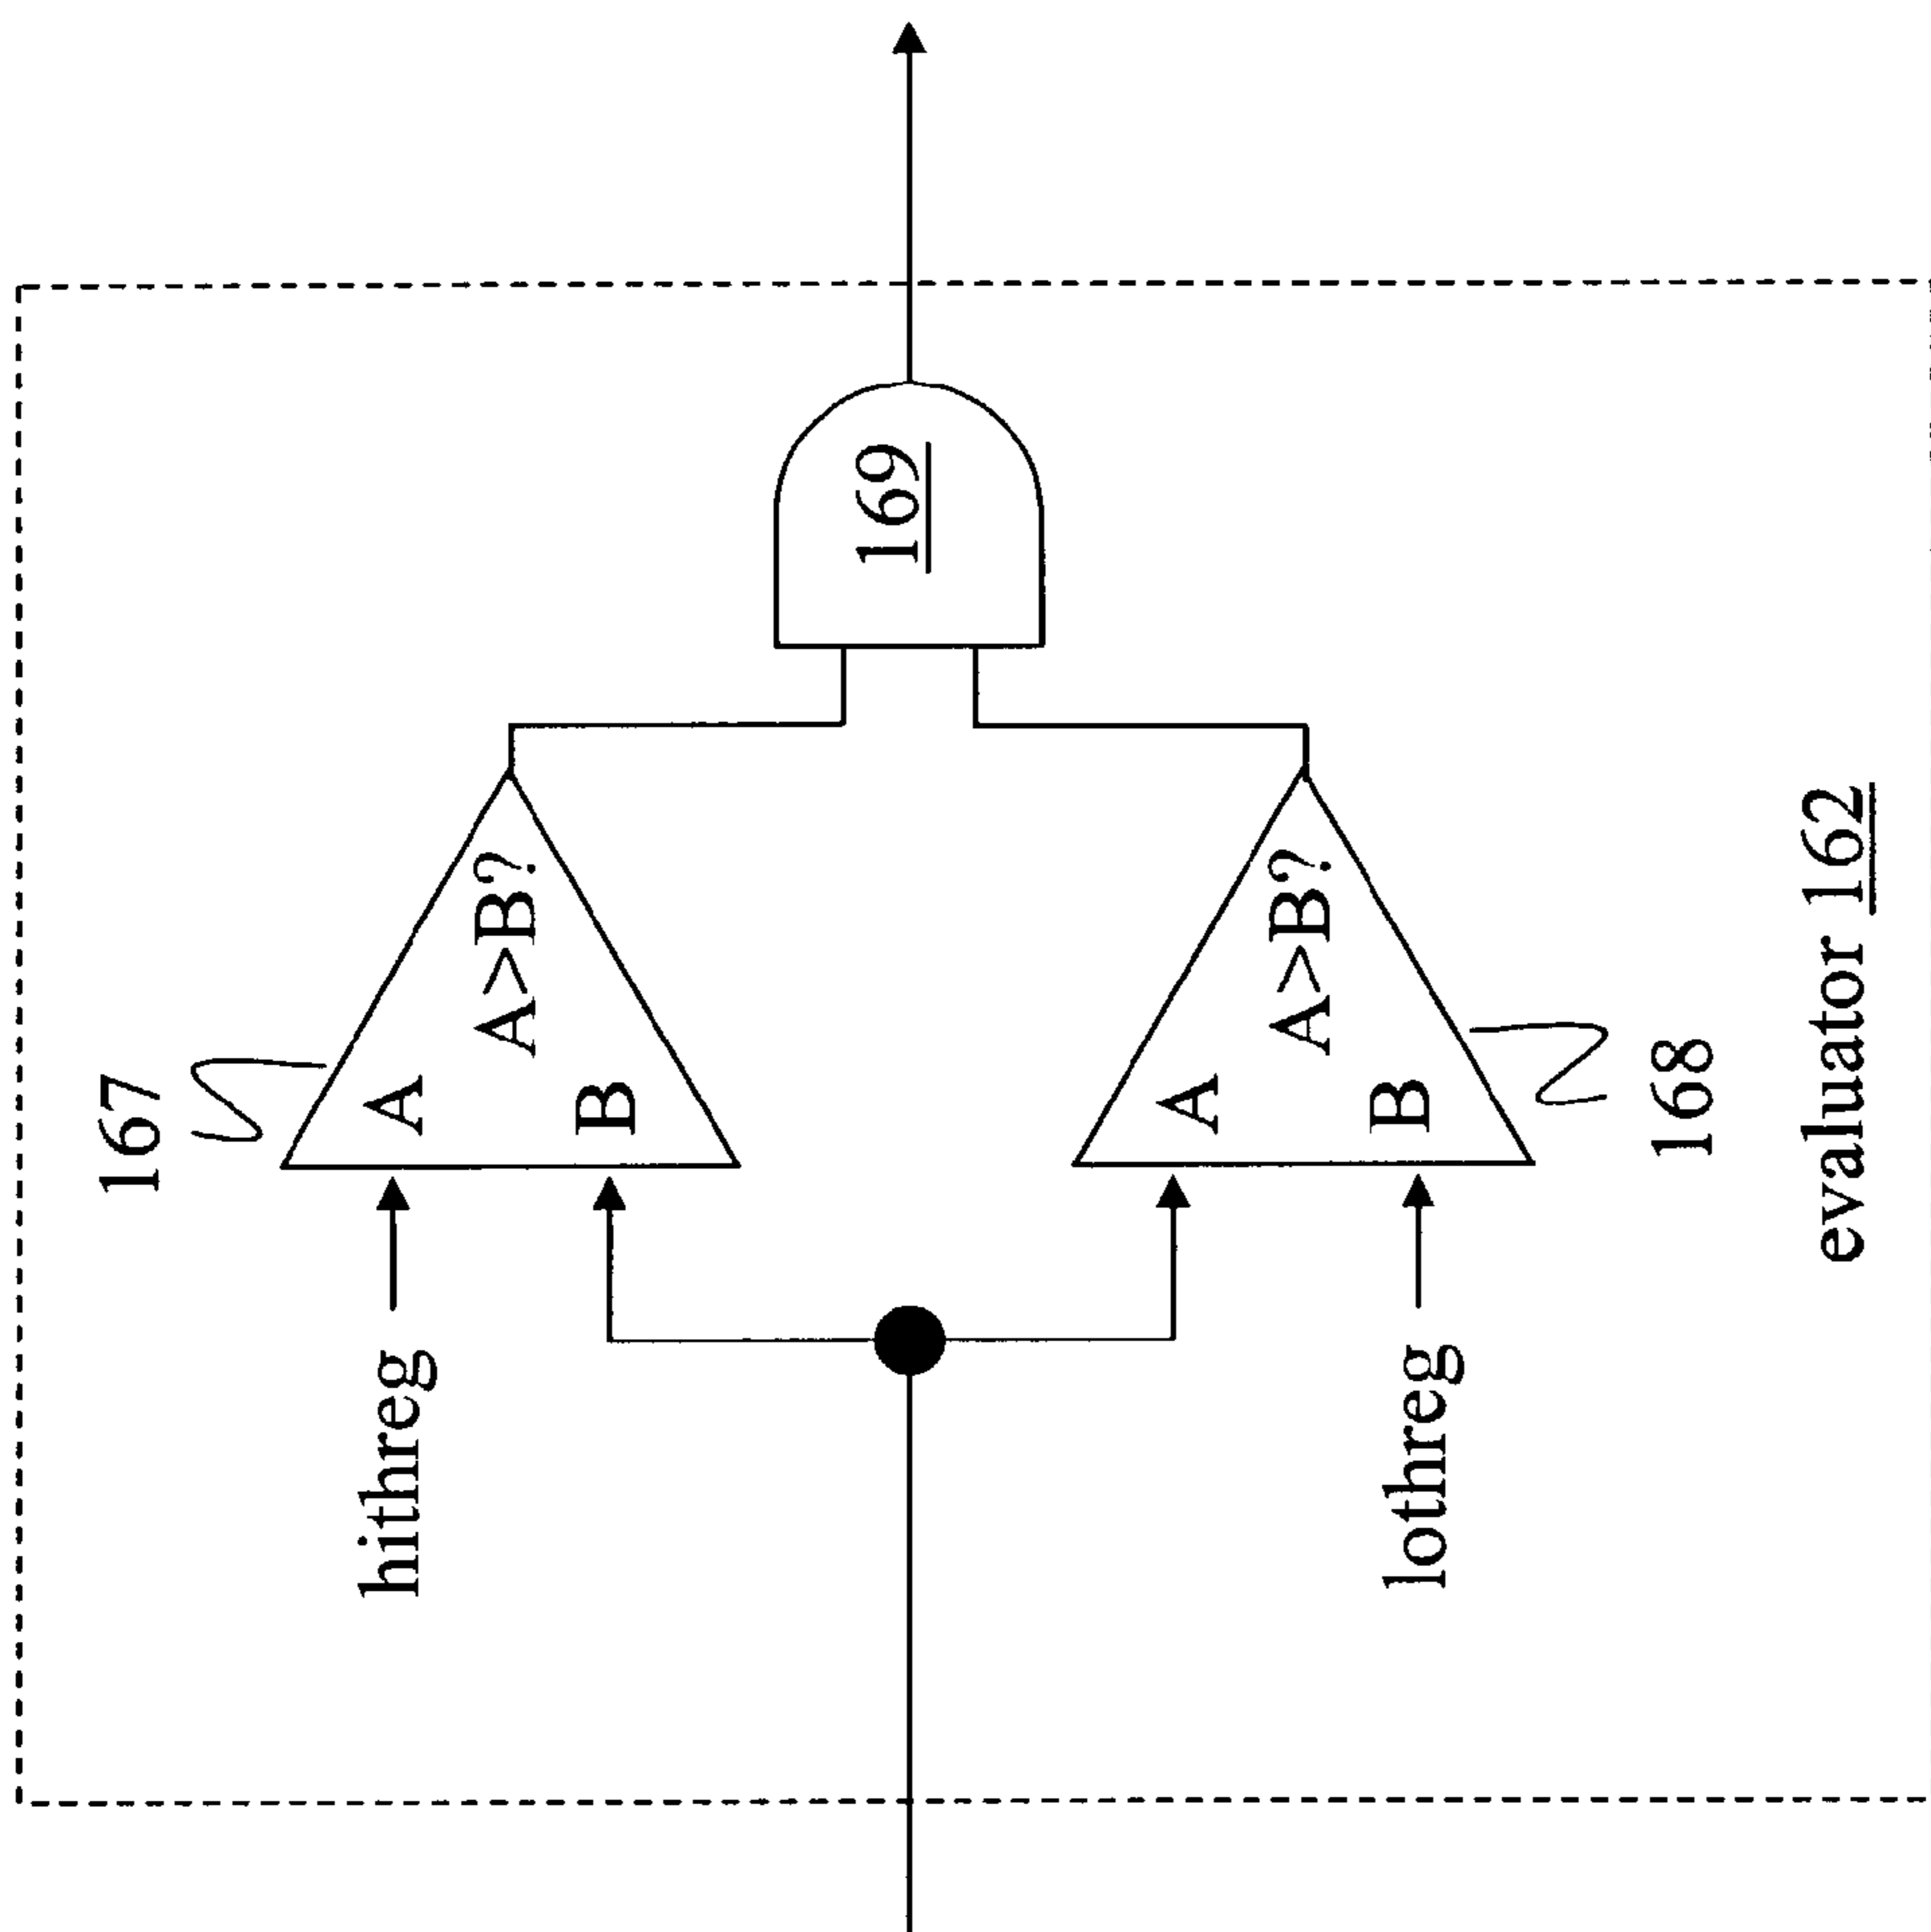 167
hithreg
A
A>B?
B
169
A
A>B?
B
lothreg
168
evaluator 162